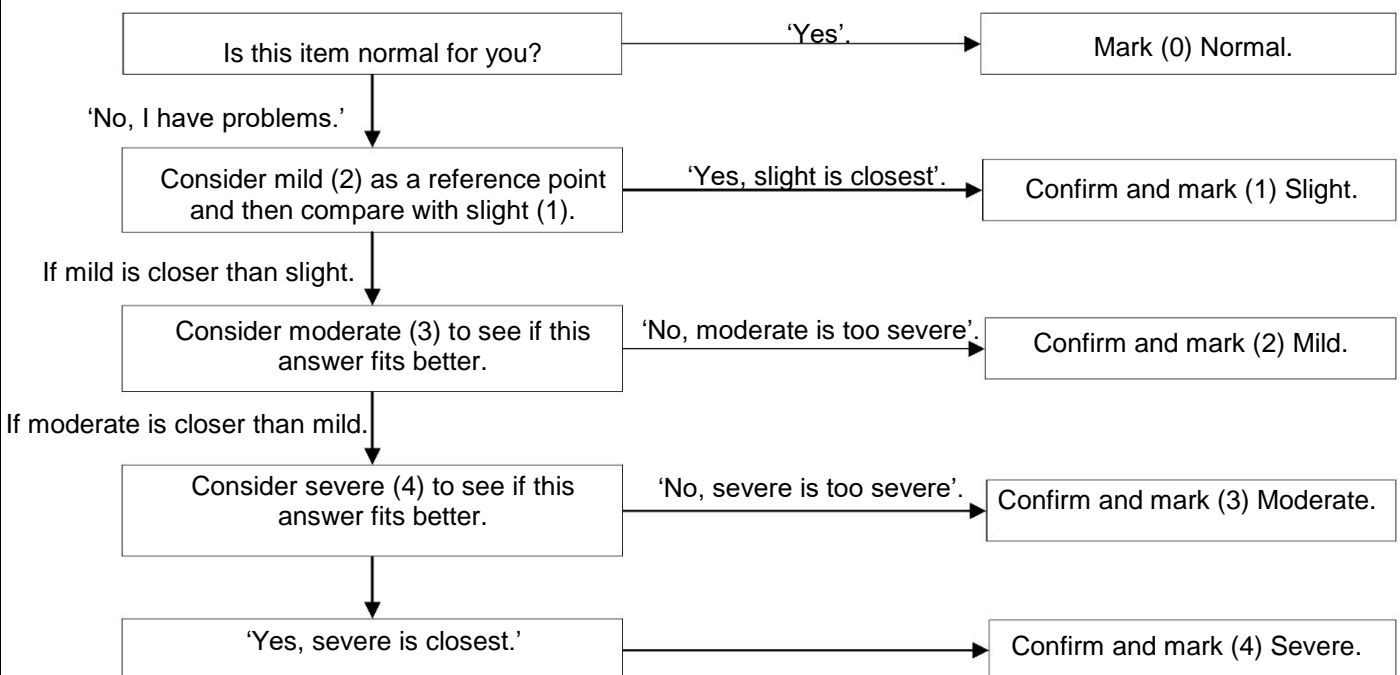 Is this item normal for you?
‘Yes’.
Mark (0) Normal.
‘No, I have problems.’
Consider mild (2) as a reference point
and then compare with slight (1).
‘Yes, slight is closest’.
Confirm and mark (1) Slight.
If mild is closer than slight.
Consider moderate (3) to see if this
answer fits better.
‘No, moderate is too severe’.
Confirm and mark (2) Mild.
If moderate is closer than mild.
Consider severe (4) to see if this
answer fits better.
‘No, severe is too severe’.
Confirm and mark (3) Moderate.
‘Yes, severe is closest.’
Confirm and mark (4) Severe.